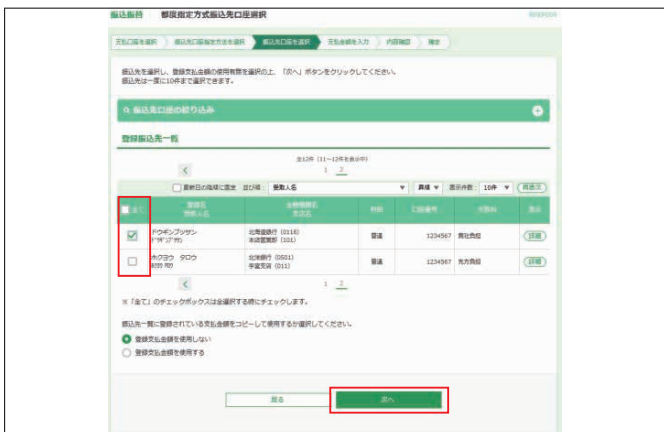 振込振替 都度指定方式振込先口座選択
支払口座を選択 振込先口座指定方法を選択 振込先口座を選択 支払金額を入力 内容確認 確定
振込先を選択し、登録支払金額の使用有無を選択の上、「次へ」ボタンをクリックしてください。
振込先は一度に10件まで選択できます。
振込先口座の絞り込み
登録振込先一覧
全12件 (11~12件を表示中)
1 2
最新日の降順に固定 並び順: 受取人名 昇順 表示件数: 10件 再表示
全て 登録名 金融機関名 科目 口座番号 手数料 表示
受取人名 支店名
ドウギンブツサン 北海道銀行 (0116) 普通 1234567 貴社負担 詳細
本店営業部 (101)
ホクヨウ タロウ 北洋銀行 (0501) 普通 1234567 先方負担 詳細
(011)
1 2
※「全て」のチェックボックスは全選択する時にチェックします。
振込先一覧に登録されている支払金額をコピーして使用するか選択してください。
登録支払金額を使用しない
登録支払金額を使用する
戻る 次へ